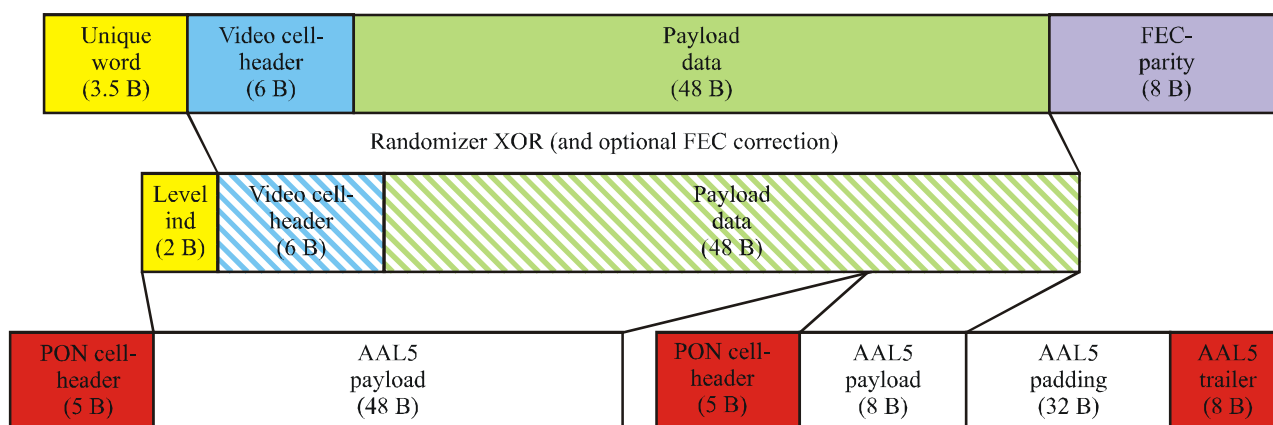 Unique
word
(3.5 B)
Video cell-
header
(6 B)
Payload
data
(48 B)
FEC-
parity
(8 B)
Randomizer XOR (and optional FEC correction)
Level
ind
(2 B)
Video cell-
header
(6 B)
Payload
data
(48 B)
PON cell-
header
(5 B)
AAL5
payload
(48 B)
PON cell-
header
(5 B)
AAL5
payload
(8 B)
AAL5
padding
(32 B)
AAL5
trailer
(8 B)